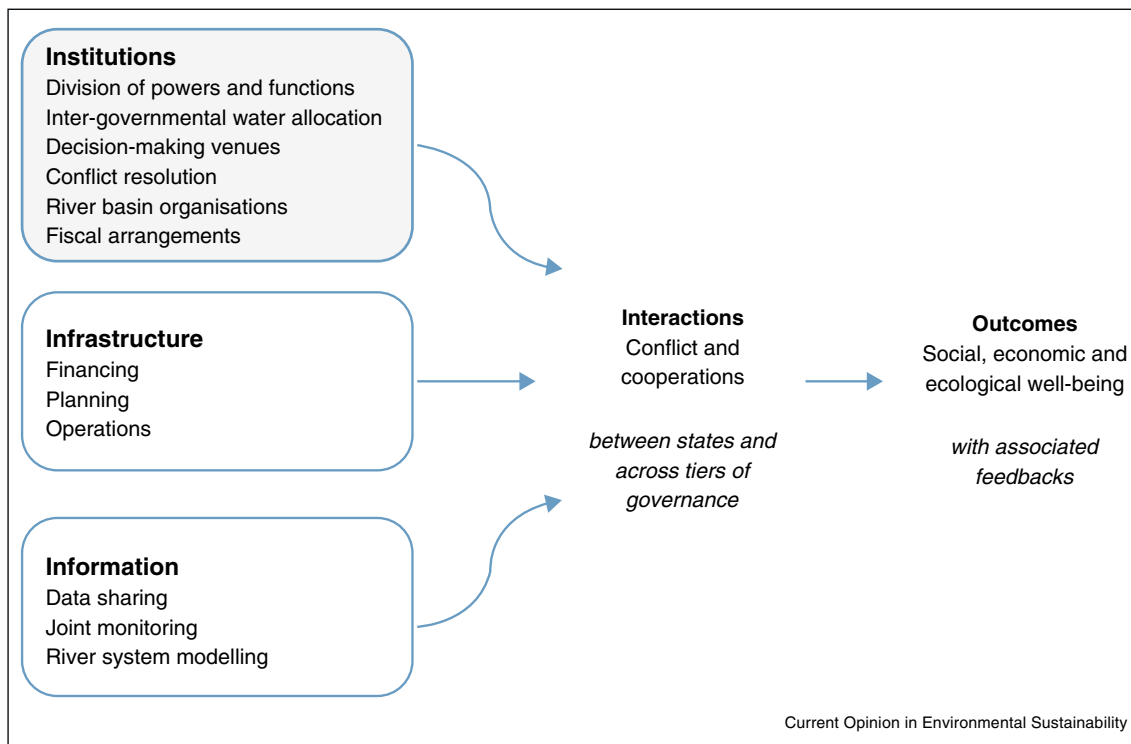 Institutions
Division of powers and functions
Inter-governmental water allocation
Decision-making venues
Conflict resolution
River basin organisations
Fiscal arrangements
Infrastructure
Financing
Planning
Operations
Information
Data sharing
Joint monitoring
River system modelling
Interactions
Conflict and
cooperations
between states and
across tiers of
governance
Outcomes
Social, economic and
ecological well-being
with associated
feedbacks
Current Opinion in Environmental Sustainability